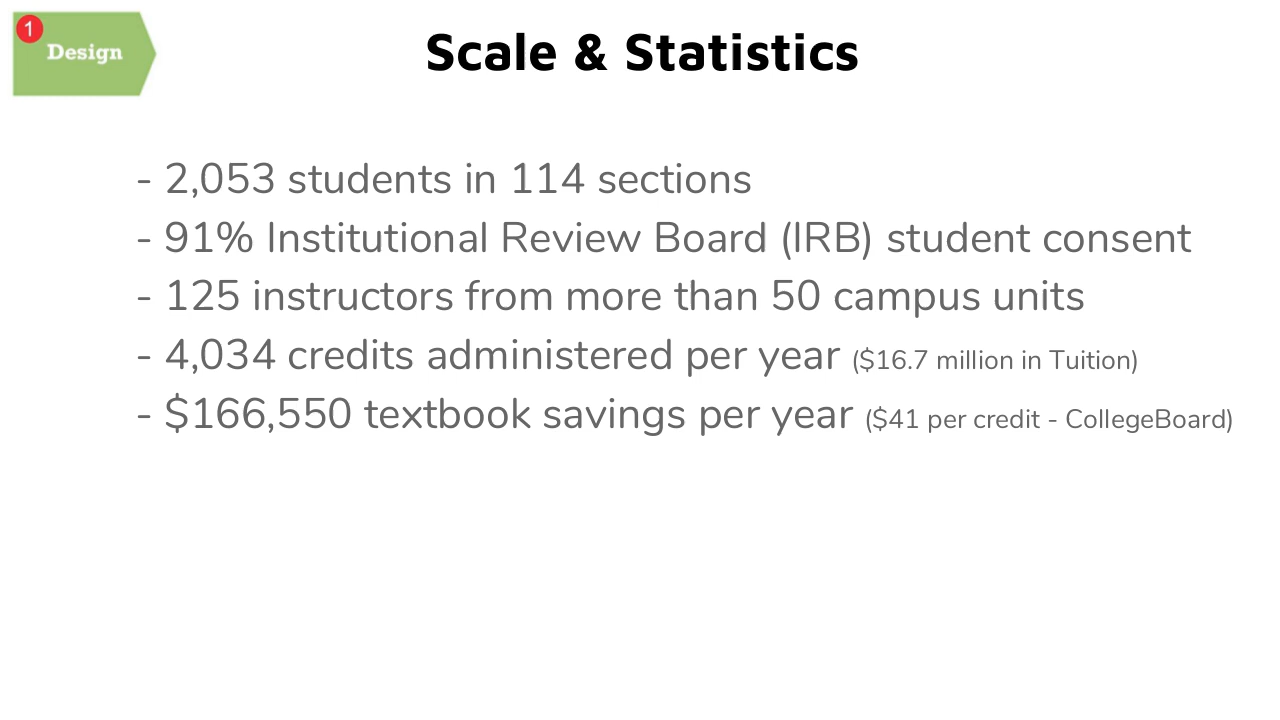 1
Design
Scale & Statistics
- 2,053 students in 114 sections
- 91% Institutional Review Board (IRB) student consent
- 125 instructors from more than 50 campus units
- 4,034 credits administered per year ($16.7 million in Tuition)
- $166,550 textbook savings per year ($41 per credit - CollegeBoard)